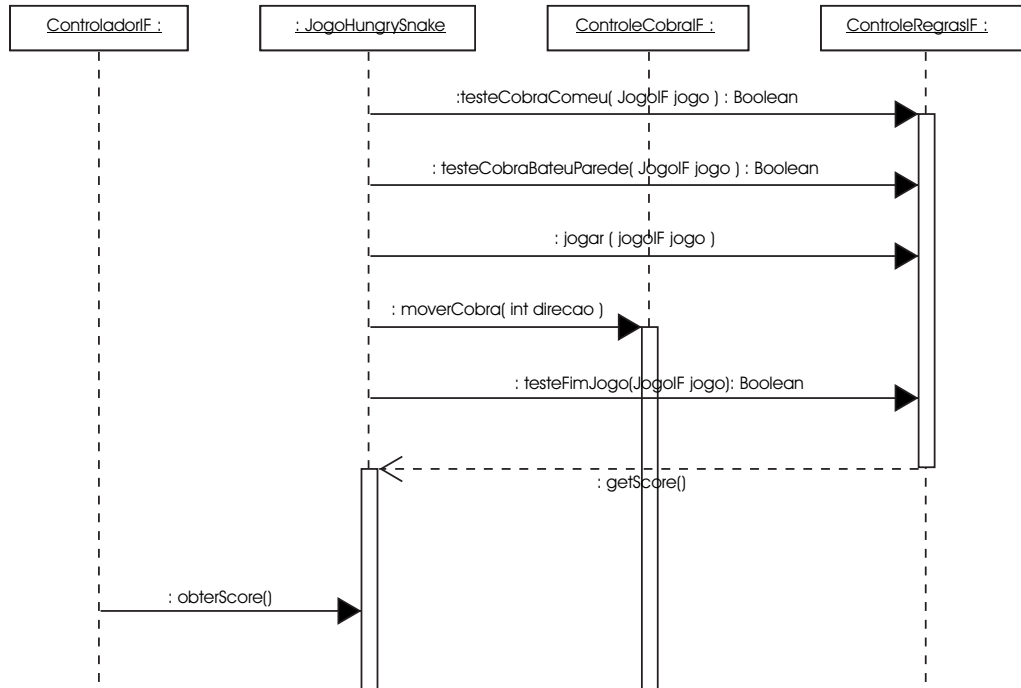 ControladorIF :
: JogoHungrySnake
ControleCobraIF :
ControleRegrasIF :
:testeCobraComeu( JogoIF jogo ) : Boolean
: testeCobraBateuParede( JogoIF jogo ) : Boolean
: jogar ( jogoIF jogo )
: moverCobra( int direcao )
: testeFimJogo(JogoIF jogo): Boolean
: getScore()
: obterScore()